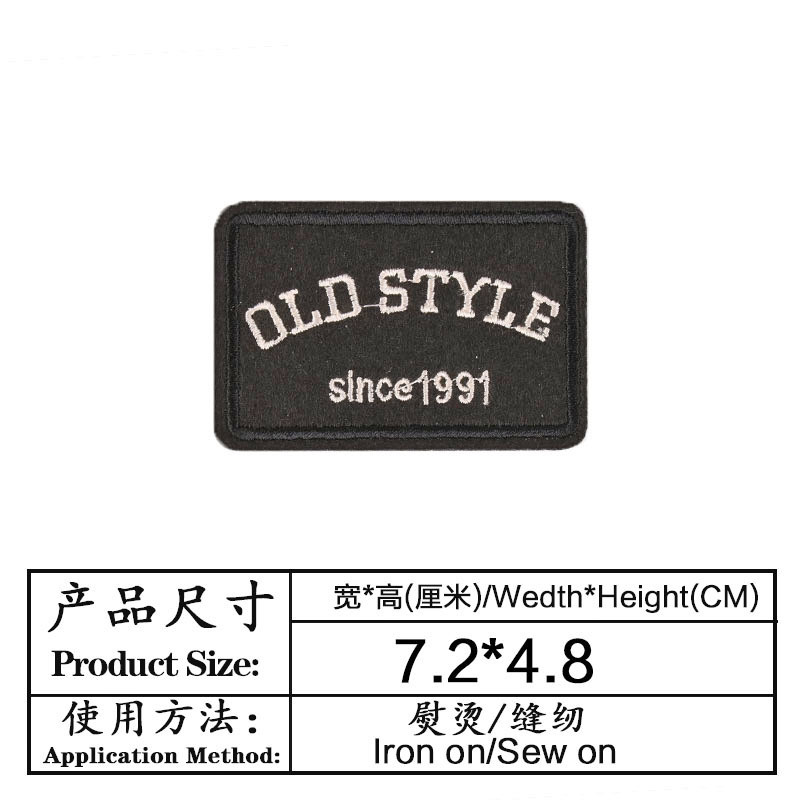 OLD STYLE
since1991
产品尺寸
Product Size:
宽*高(厘米)/Wedth*Height(CM)
7.2*4.8
使用方法:
Application Method:
熨烫/缝纫
Iron on/Sew on